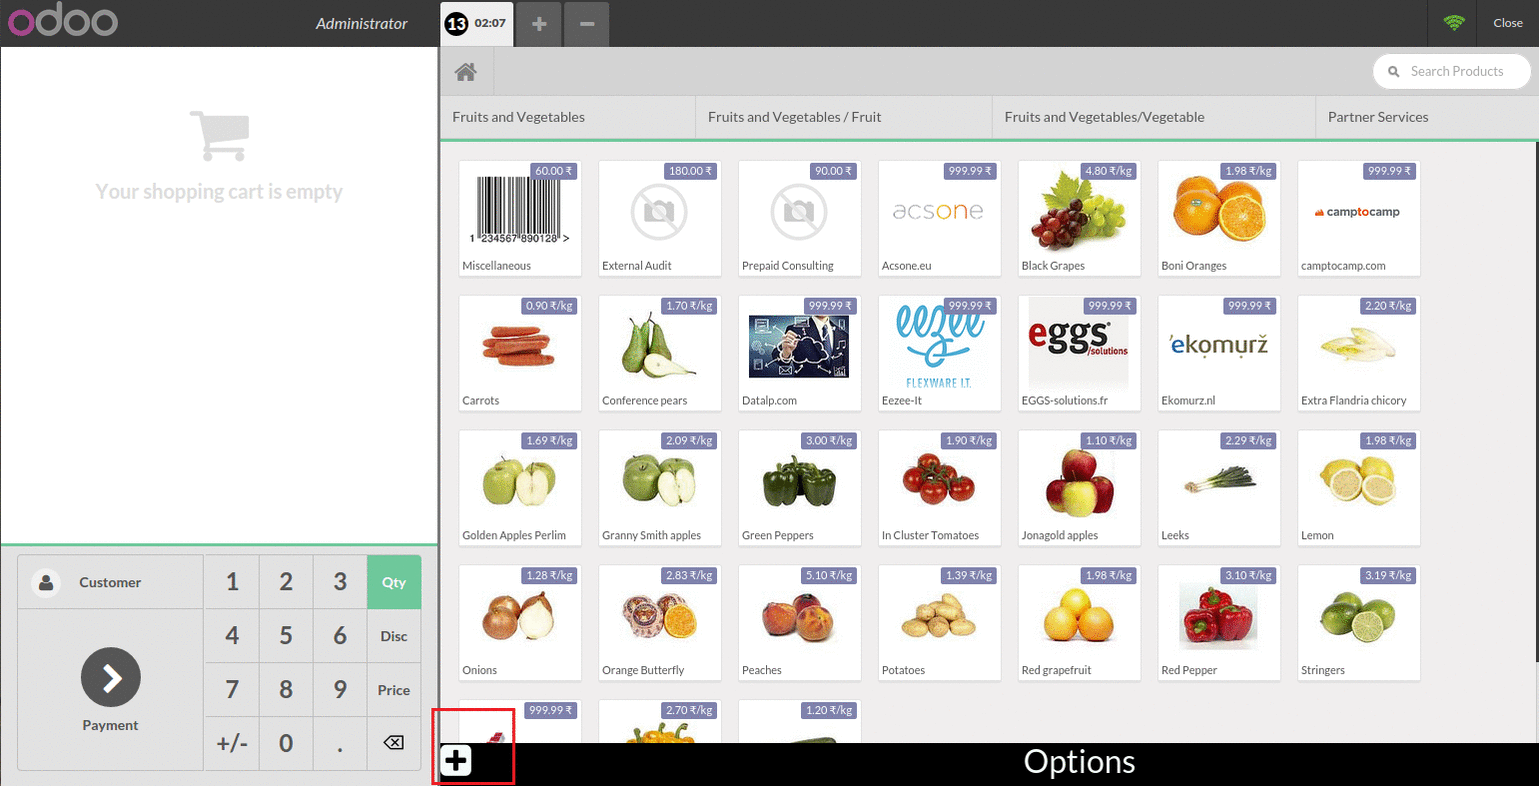 odoo
Administrator
13 02:07
Close
Search Products
Fruits and Vegetables
Fruits and Vegetables / Fruit
Fruits and Vegetables/Vegetable
Partner Services
Your shopping cart is empty
60.00 ₹
180.00 ₹
90.00 ₹
999.99 ₹
4.80 ₹/kg
1.98 ₹/kg
999.99 ₹
1 234567 890128 >
acsone
camptocamp
Miscellaneous
External Audit
Prepaid Consulting
Acsone.eu
Black Grapes
Boni Oranges
camptocamp.com
0.90 ₹/kg
1.70 ₹/kg
999.99 ₹
999.99 ₹
999.99 ₹
999.99 ₹
2.20 ₹/kg
eezee
FLEXWARE I.T.
eggs
/solutions
'ekomurž
Carrots
Conference pears
Datalp.com
Eezee-It
EGGS-solutions.fr
Ekomurz.nl
Extra Flandria chicory
1.69 ₹/kg
2.09 ₹/kg
3.00 ₹/kg
1.90 ₹/kg
1.10 ₹/kg
2.29 ₹/kg
1.98 ₹/kg
Golden Apples Perlim
Granny Smith apples
Green Peppers
In Cluster Tomatoes
Jonagold apples
Leeks
Lemon
1.28 ₹/kg
2.83 ₹/kg
5.10 ₹/kg
1.39 ₹/kg
1.98 ₹/kg
3.10 ₹/kg
3.19 ₹/kg
Onions
Orange Butterfly
Peaches
Potatoes
Red grapefruit
Red Pepper
Stringers
999.99 ₹
2.70 ₹/kg
1.20 ₹/kg
Customer
1 2 3 Qty
4 5 6 Disc
7 8 9 Price
+/- 0 .
Payment
Options